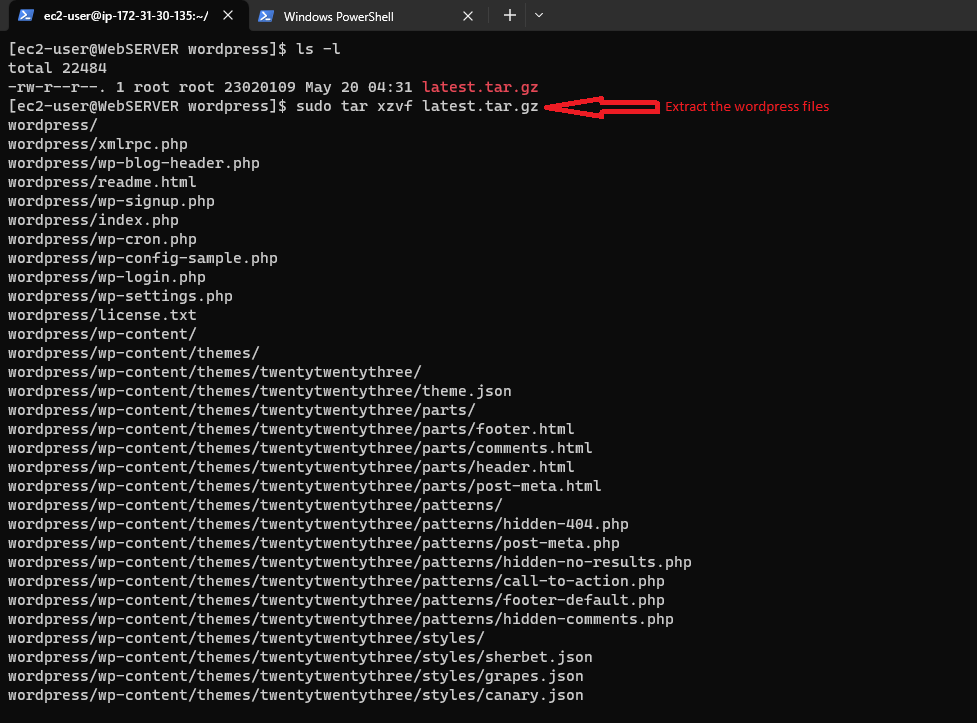 ec2-user@ip-172-31-30-135:~/
Windows PowerShell
[ec2-user@WebSERVER wordpress]$ ls -l
total 22484
-rw-r--r--. 1 root root 23020109 May 20 04:31 latest.tar.gz
[ec2-user@WebSERVER wordpress]$ sudo tar xzvf latest.tar.gz
Extract the wordpress files
wordpress/
wordpress/xmlrpc.php
wordpress/wp-blog-header.php
wordpress/readme.html
wordpress/wp-signup.php
wordpress/index.php
wordpress/wp-cron.php
wordpress/wp-config-sample.php
wordpress/wp-login.php
wordpress/wp-settings.php
wordpress/license.txt
wordpress/wp-content/
wordpress/wp-content/themes/
wordpress/wp-content/themes/twentytwentythree/
wordpress/wp-content/themes/twentytwentythree/theme.json
wordpress/wp-content/themes/twentytwentythree/parts/
wordpress/wp-content/themes/twentytwentythree/parts/footer.html
wordpress/wp-content/themes/twentytwentythree/parts/comments.html
wordpress/wp-content/themes/twentytwentythree/parts/header.html
wordpress/wp-content/themes/twentytwentythree/parts/post-meta.html
wordpress/wp-content/themes/twentytwentythree/patterns/
wordpress/wp-content/themes/twentytwentythree/patterns/hidden-404.php
wordpress/wp-content/themes/twentytwentythree/patterns/post-meta.php
wordpress/wp-content/themes/twentytwentythree/patterns/hidden-no-results.php
wordpress/wp-content/themes/twentytwentythree/patterns/call-to-action.php
wordpress/wp-content/themes/twentytwentythree/patterns/footer-default.php
wordpress/wp-content/themes/twentytwentythree/patterns/hidden-comments.php
wordpress/wp-content/themes/twentytwentythree/styles/
wordpress/wp-content/themes/twentytwentythree/styles/sherbet.json
wordpress/wp-content/themes/twentytwentythree/styles/grapes.json
wordpress/wp-content/themes/twentytwentythree/styles/canary.json